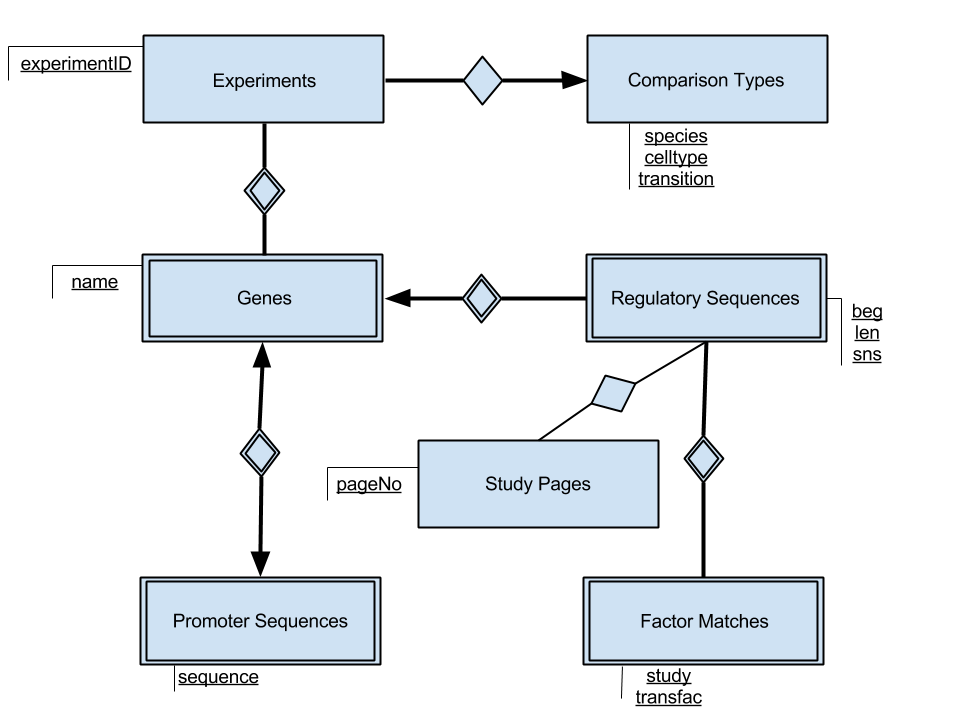 experimentID
Experiments
Comparison Types
species
celltype
transition
name
Genes
Regulatory Sequences
beg
len
sns
pageNo
Study Pages
Promoter Sequences
sequence
Factor Matches
study
transfac